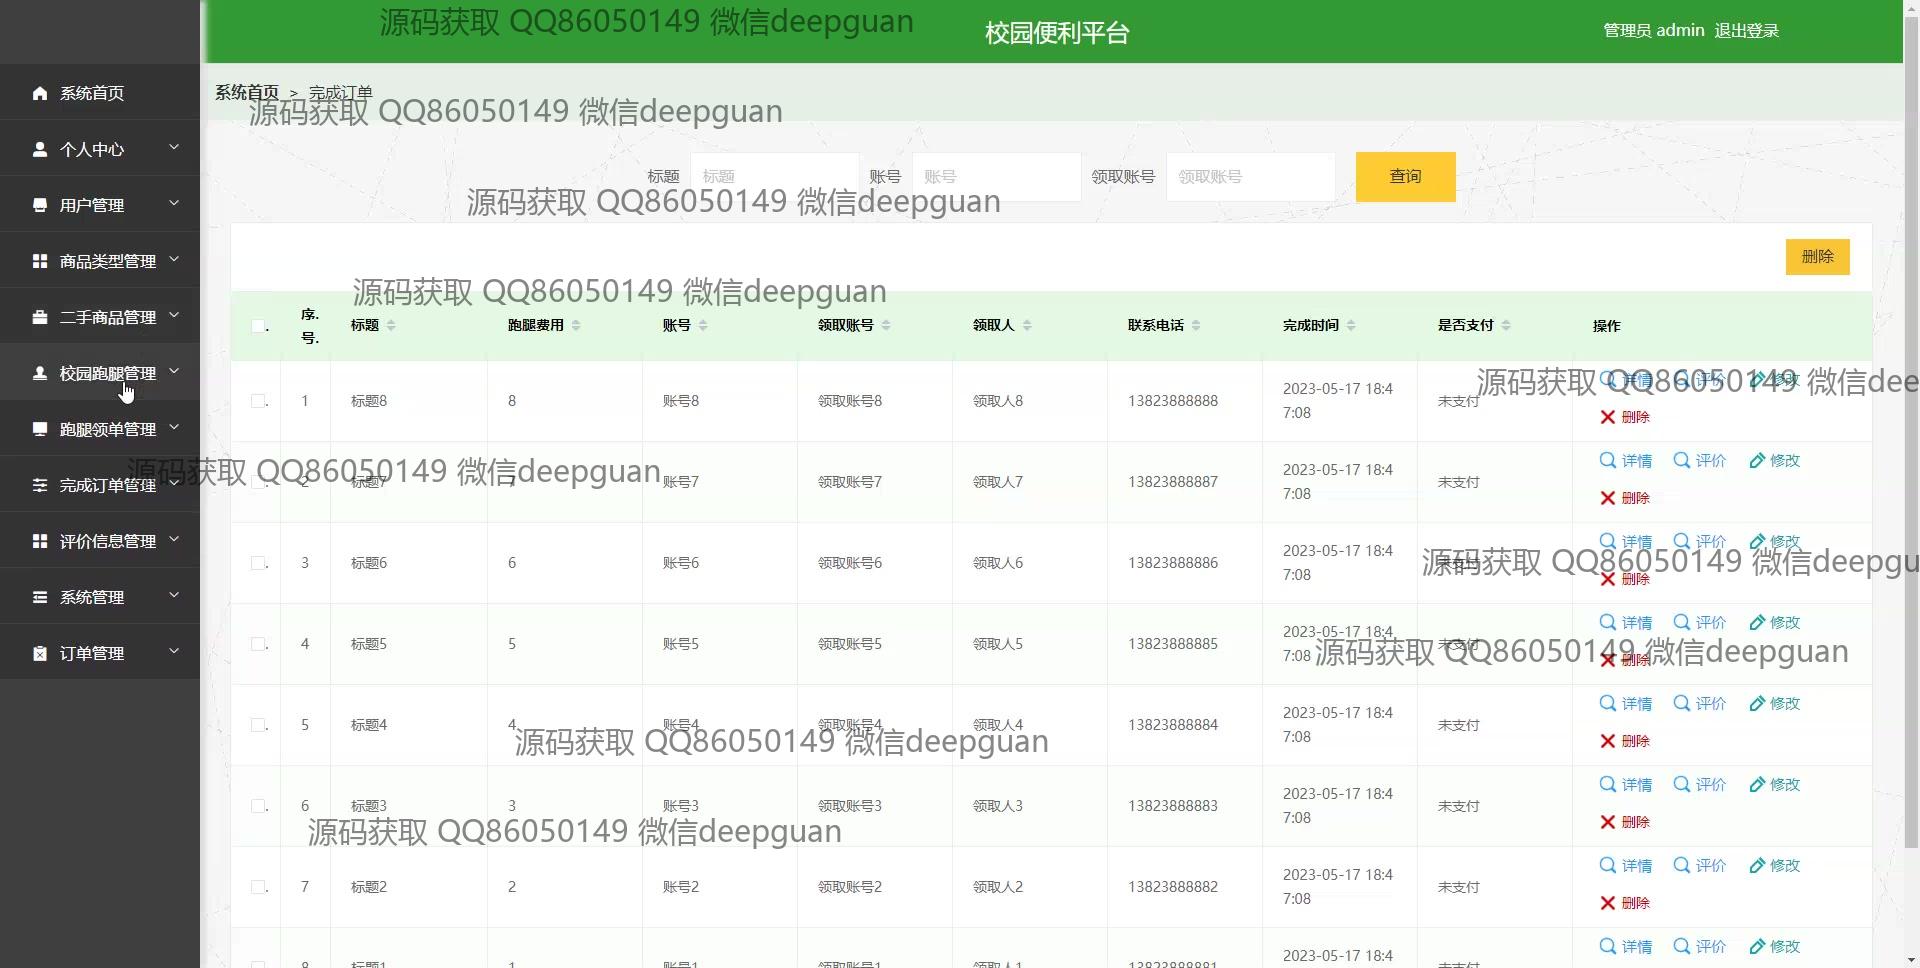 源码获取 QQ86050149 微信deepguan
校园便利平台
管理员 admin 退出登录
系统首页
个人中心
用户管理
商品类型管理
二手商品管理
校园跑腿管理
跑腿领单管理
完成订单管理
评价信息管理
系统管理
订单管理
系统首页 > 完成订单
源码获取 QQ86050149 微信deepguan
标题 标题 账号 账号 领取账号 领取账号 查询
源码获取 QQ86050149 微信deepguan
删除
源码获取 QQ86050149 微信deepguan
序. 号. 标题 跑腿费用 账号 领取账号 领取人 联系电话 完成时间 是否支付 操作
1 标题8 8 账号8 领取账号8 领取人8 13823888888 2023-05-17 18:4 未支付 详情 评价 修改
7:08 删除
源码获取 QQ86050149 微信deee
2 标题7 7 账号7 领取账号7 领取人7 13823888887 2023-05-17 18:4 未支付 详情 评价 修改
7:08 删除
源码获取 QQ86050149 微信deepguan
3 标题6 6 账号6 领取账号6 领取人6 13823888886 2023-05-17 18:4 未支付 详情 评价 修改
7:08 删除
源码获取 QQ86050149 微信deepgu
4 标题5 5 账号5 领取账号5 领取人5 13823888885 2023-05-17 18:4 未支付 详情 评价 修改
7:08 删除
源码获取 QQ86050149 微信deepguan
5 标题4 4 账号4 领取账号4 领取人4 13823888884 2023-05-17 18:4 未支付 详情 评价 修改
7:08 删除
源码获取 QQ86050149 微信deepguan
6 标题3 3 账号3 领取账号3 领取人3 13823888883 2023-05-17 18:4 未支付 详情 评价 修改
7:08 删除
源码获取 QQ86050149 微信deepguan
7 标题2 2 账号2 领取账号2 领取人2 13823888882 2023-05-17 18:4 未支付 详情 评价 修改
7:08 删除
8 标题1 1 账号1 领取账号1 领取人1 13823888881 2023-05-17 18:4 未支付 详情 评价 修改